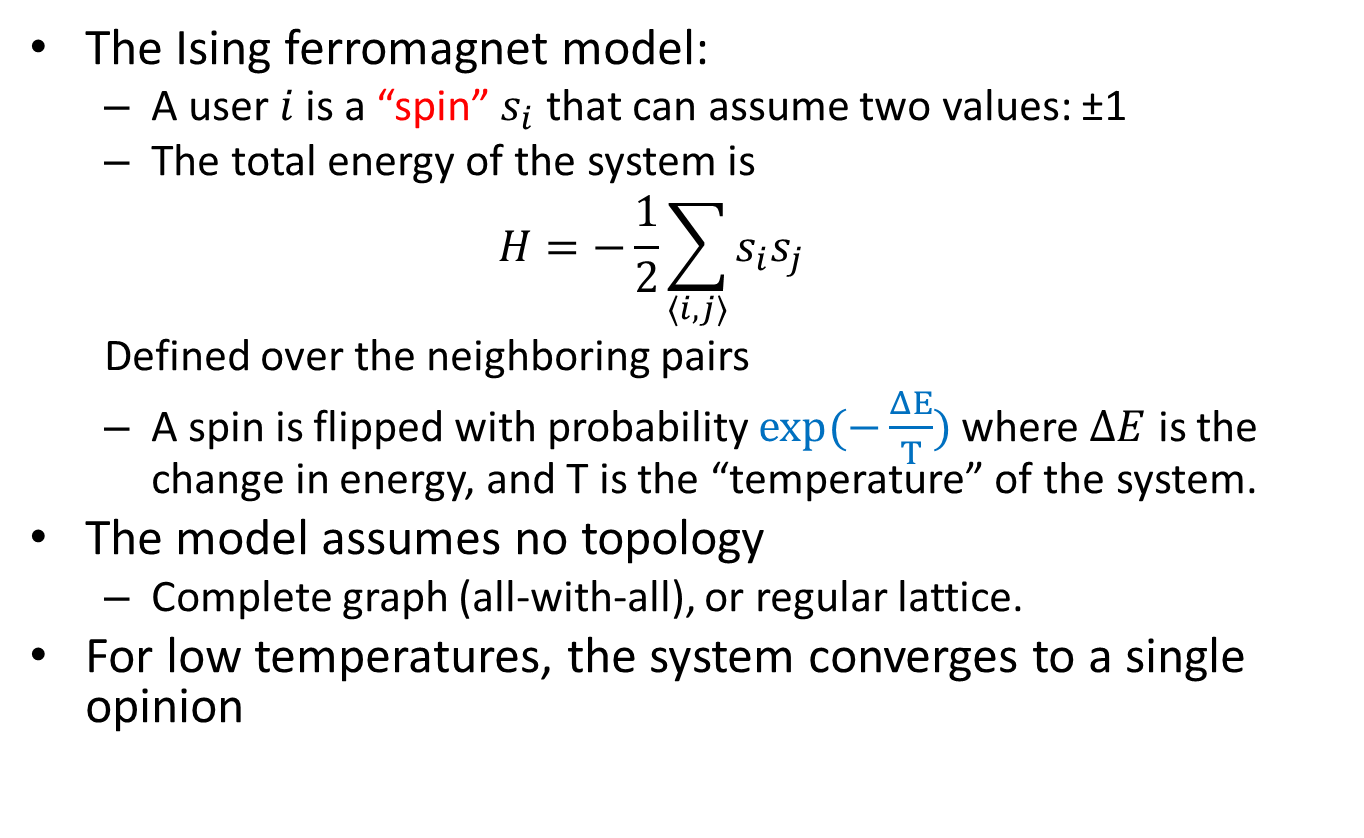 • The Ising ferromagnet model:
– A user 𝑖 is a “spin” 𝑠ᵢ that can assume two values: ±1
– The total energy of the system is
𝐻 = −1/2 ∑⟨𝑖,𝑗⟩ 𝑠ᵢ𝑠ⱼ
Defined over the neighboring pairs
– A spin is flipped with probability exp(−ΔE/T) where Δ𝐸 is the
change in energy, and T is the “temperature” of the system.
• The model assumes no topology
– Complete graph (all-with-all), or regular lattice.
• For low temperatures, the system converges to a single
opinion